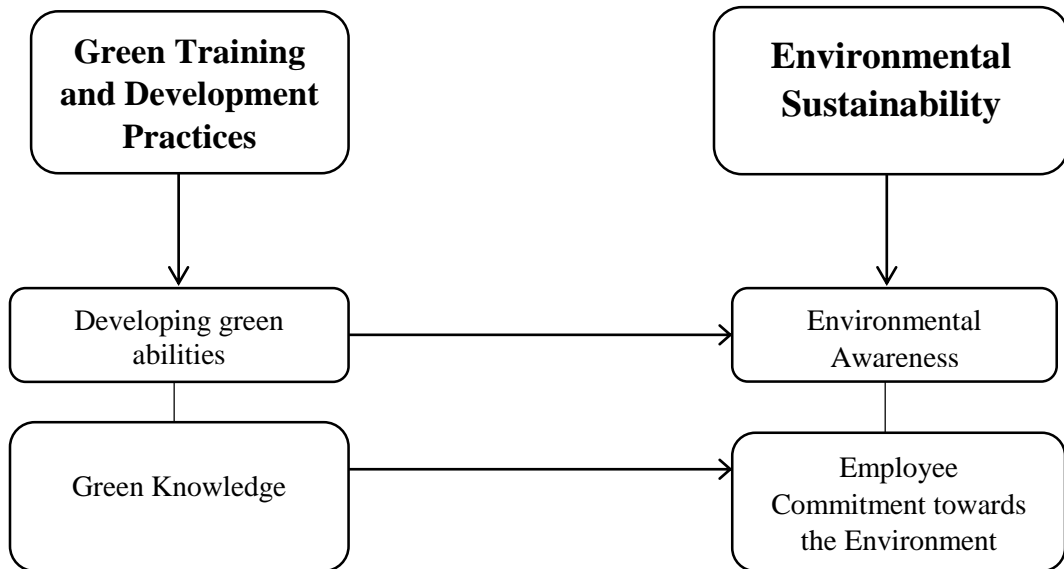 Green Training
and Development
Practices
Environmental
Sustainability
Developing green
abilities
Environmental
Awareness
Green Knowledge
Employee
Commitment towards
the Environment